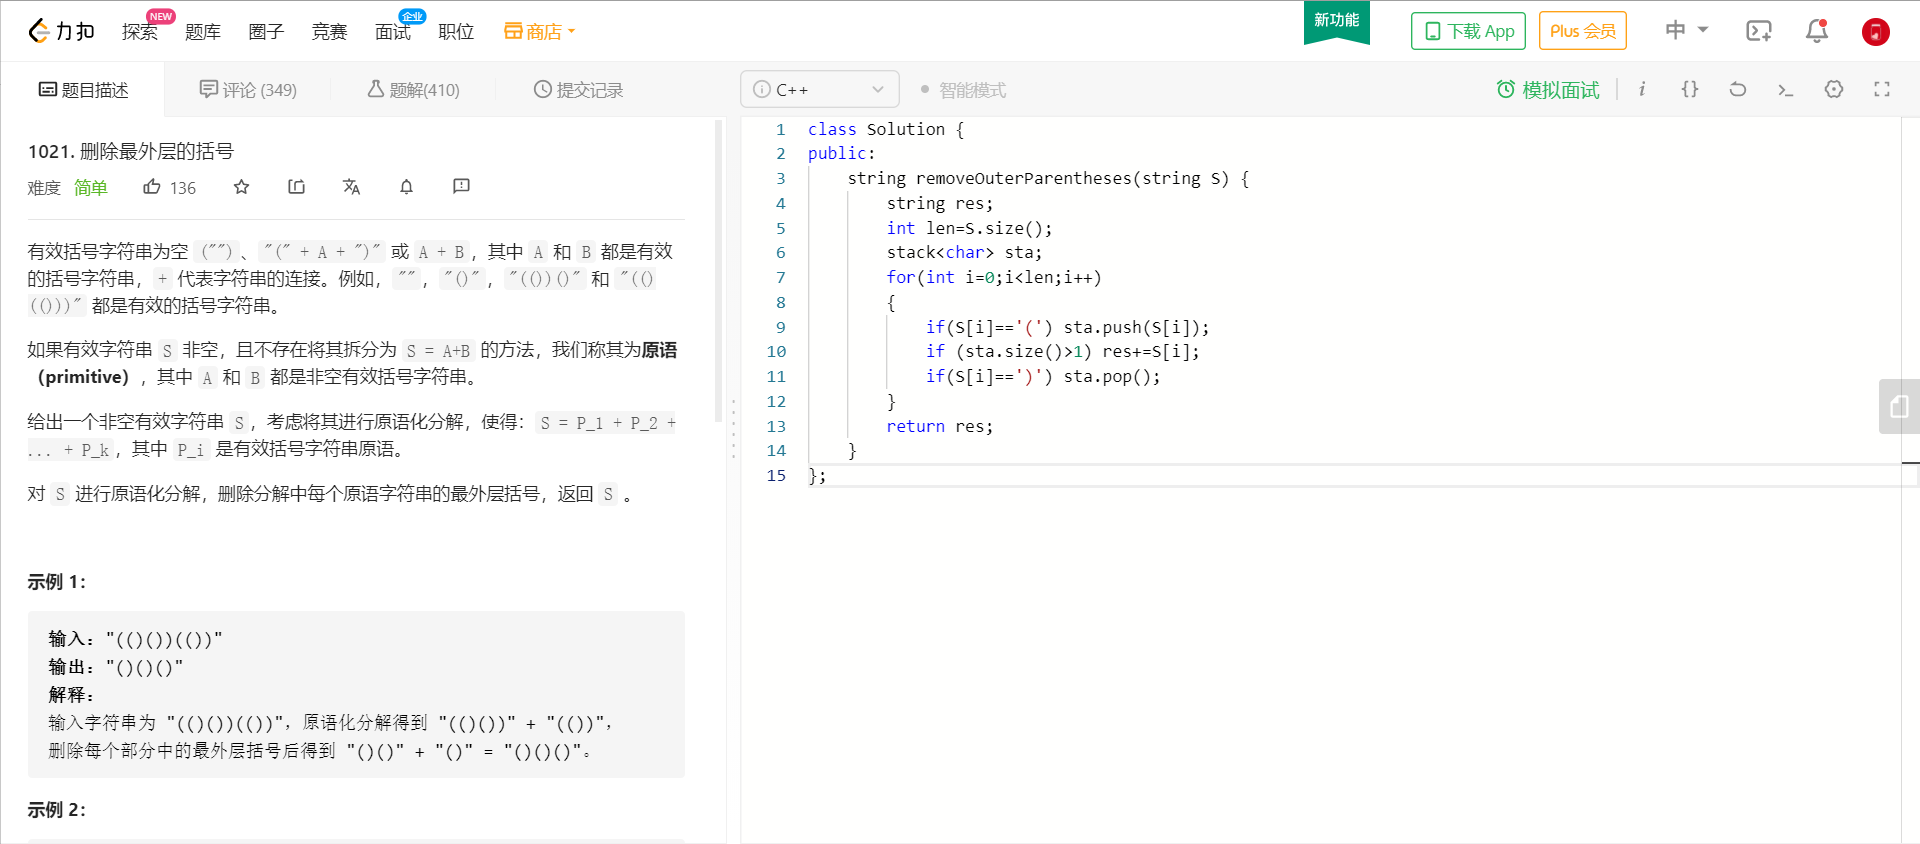 力扣 探索 NEW 题库 圈子 竞赛 面试 企业 职位 商店 新功能 下载 App Plus 会员 中
题目描述 评论 (349) 题解(410) 提交记录 C++ 智能模式 模拟面试
1021. 删除最外层的括号
难度 简单 136
有效括号字符串为空 ("")、"(" + A + ")" 或 A + B，其中 A 和 B 都是有效
的括号字符串，+ 代表字符串的连接。例如，""，"()"，"(())()" 和 "(()
(()))" 都是有效的括号字符串。
如果有效字符串 S 非空，且不存在将其拆分为 S = A+B 的方法，我们称其为原语
（primitive），其中 A 和 B 都是非空有效括号字符串。
给出一个非空有效字符串 S，考虑将其进行原语化分解，使得：S = P_1 + P_2 +
... + P_k，其中 P_i 是有效括号字符串原语。
对 S 进行原语化分解，删除分解中每个原语字符串的最外层括号，返回 S 。
示例 1：
输入："(()())(())"
输出："()()()"
解释：
输入字符串为 "(()())(())"，原语化分解得到 "(()())" + "(())"，
删除每个部分中的最外层括号后得到 "()()" + "()" = "()()()"。
示例 2：
1 class Solution {
2 public:
3     string removeOuterParentheses(string S) {
4         string res;
5         int len=S.size();
6         stack<char> sta;
7         for(int i=0;i<len;i++)
8         {
9             if(S[i]=='(') sta.push(S[i]);
10             if (sta.size()>1) res+=S[i];
11             if(S[i]==')') sta.pop();
12         }
13         return res;
14     }
15 };